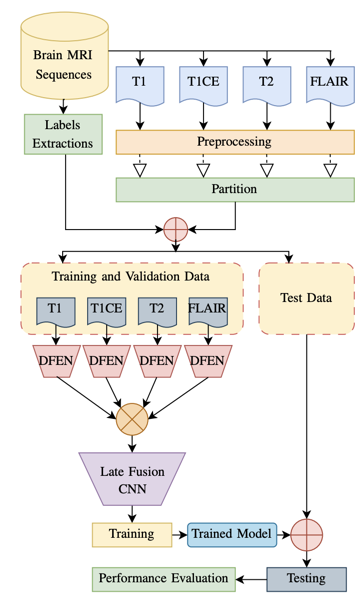 Brain MRI
Sequences
T1
T1CE
T2
FLAIR
Labels
Extractions
Preprocessing
Partition
Training and Validation Data
Test Data
T1
T1CE
T2
FLAIR
DFEN
DFEN
DFEN
DFEN
Late Fusion
CNN
Training
Trained Model
Performance Evaluation
Testing